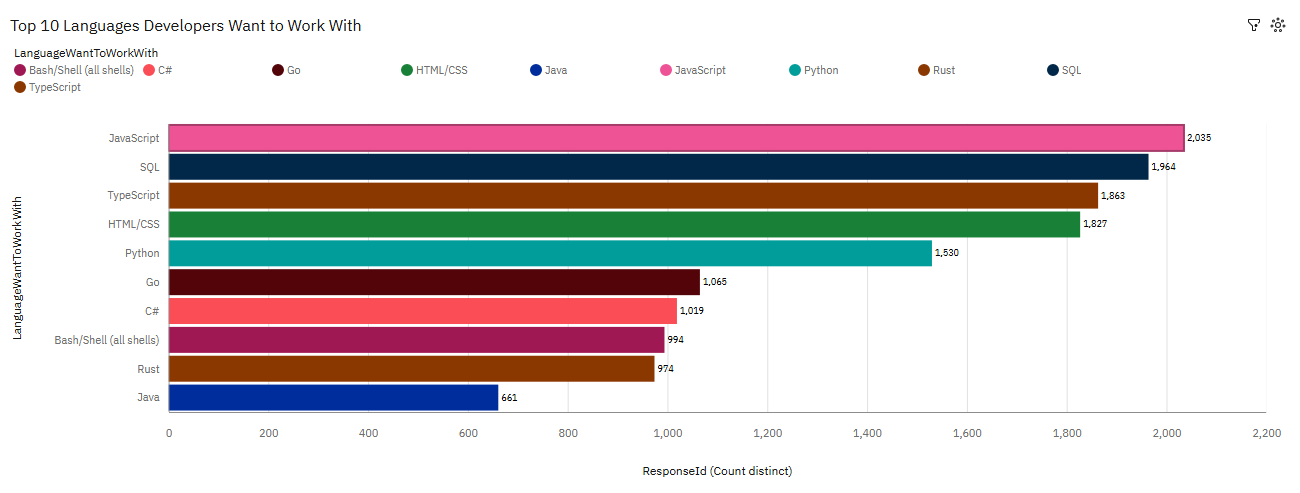 Top 10 Languages Developers Want to Work With
LanguageWantToWorkWith
Bash/Shell (all shells) C# Go HTML/CSS Java JavaScript Python Rust SQL
TypeScript
LanguageWantToWorkWith
JavaScript 2,035
SQL 1,964
TypeScript 1,863
HTML/CSS 1,827
Python 1,530
Go 1,065
C# 1,019
Bash/Shell (all shells) 994
Rust 974
Java 661
0 200 400 600 800 1,000 1,200 1,400 1,600 1,800 2,000 2,200
ResponseId (Count distinct)